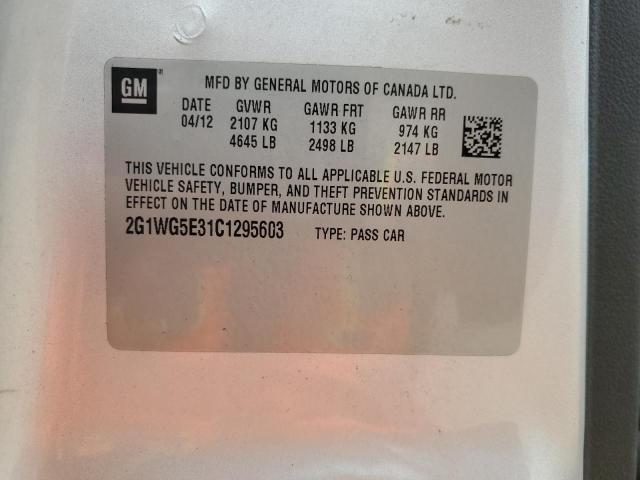 GM
MFD BY GENERAL MOTORS OF CANADA LTD.
DATE GVWR GAWR FRT GAWR RR
04/12 2107 KG 1133 KG 974 KG
4645 LB 2498 LB 2147 LB
THIS VEHICLE CONFORMS TO ALL APPLICABLE U.S. FEDERAL MOTOR
VEHICLE SAFETY, BUMPER, AND THEFT PREVENTION STANDARDS IN
EFFECT ON THE DATE OF MANUFACTURE SHOWN ABOVE.
2G1WG5E31C1295603 TYPE: PASS CAR